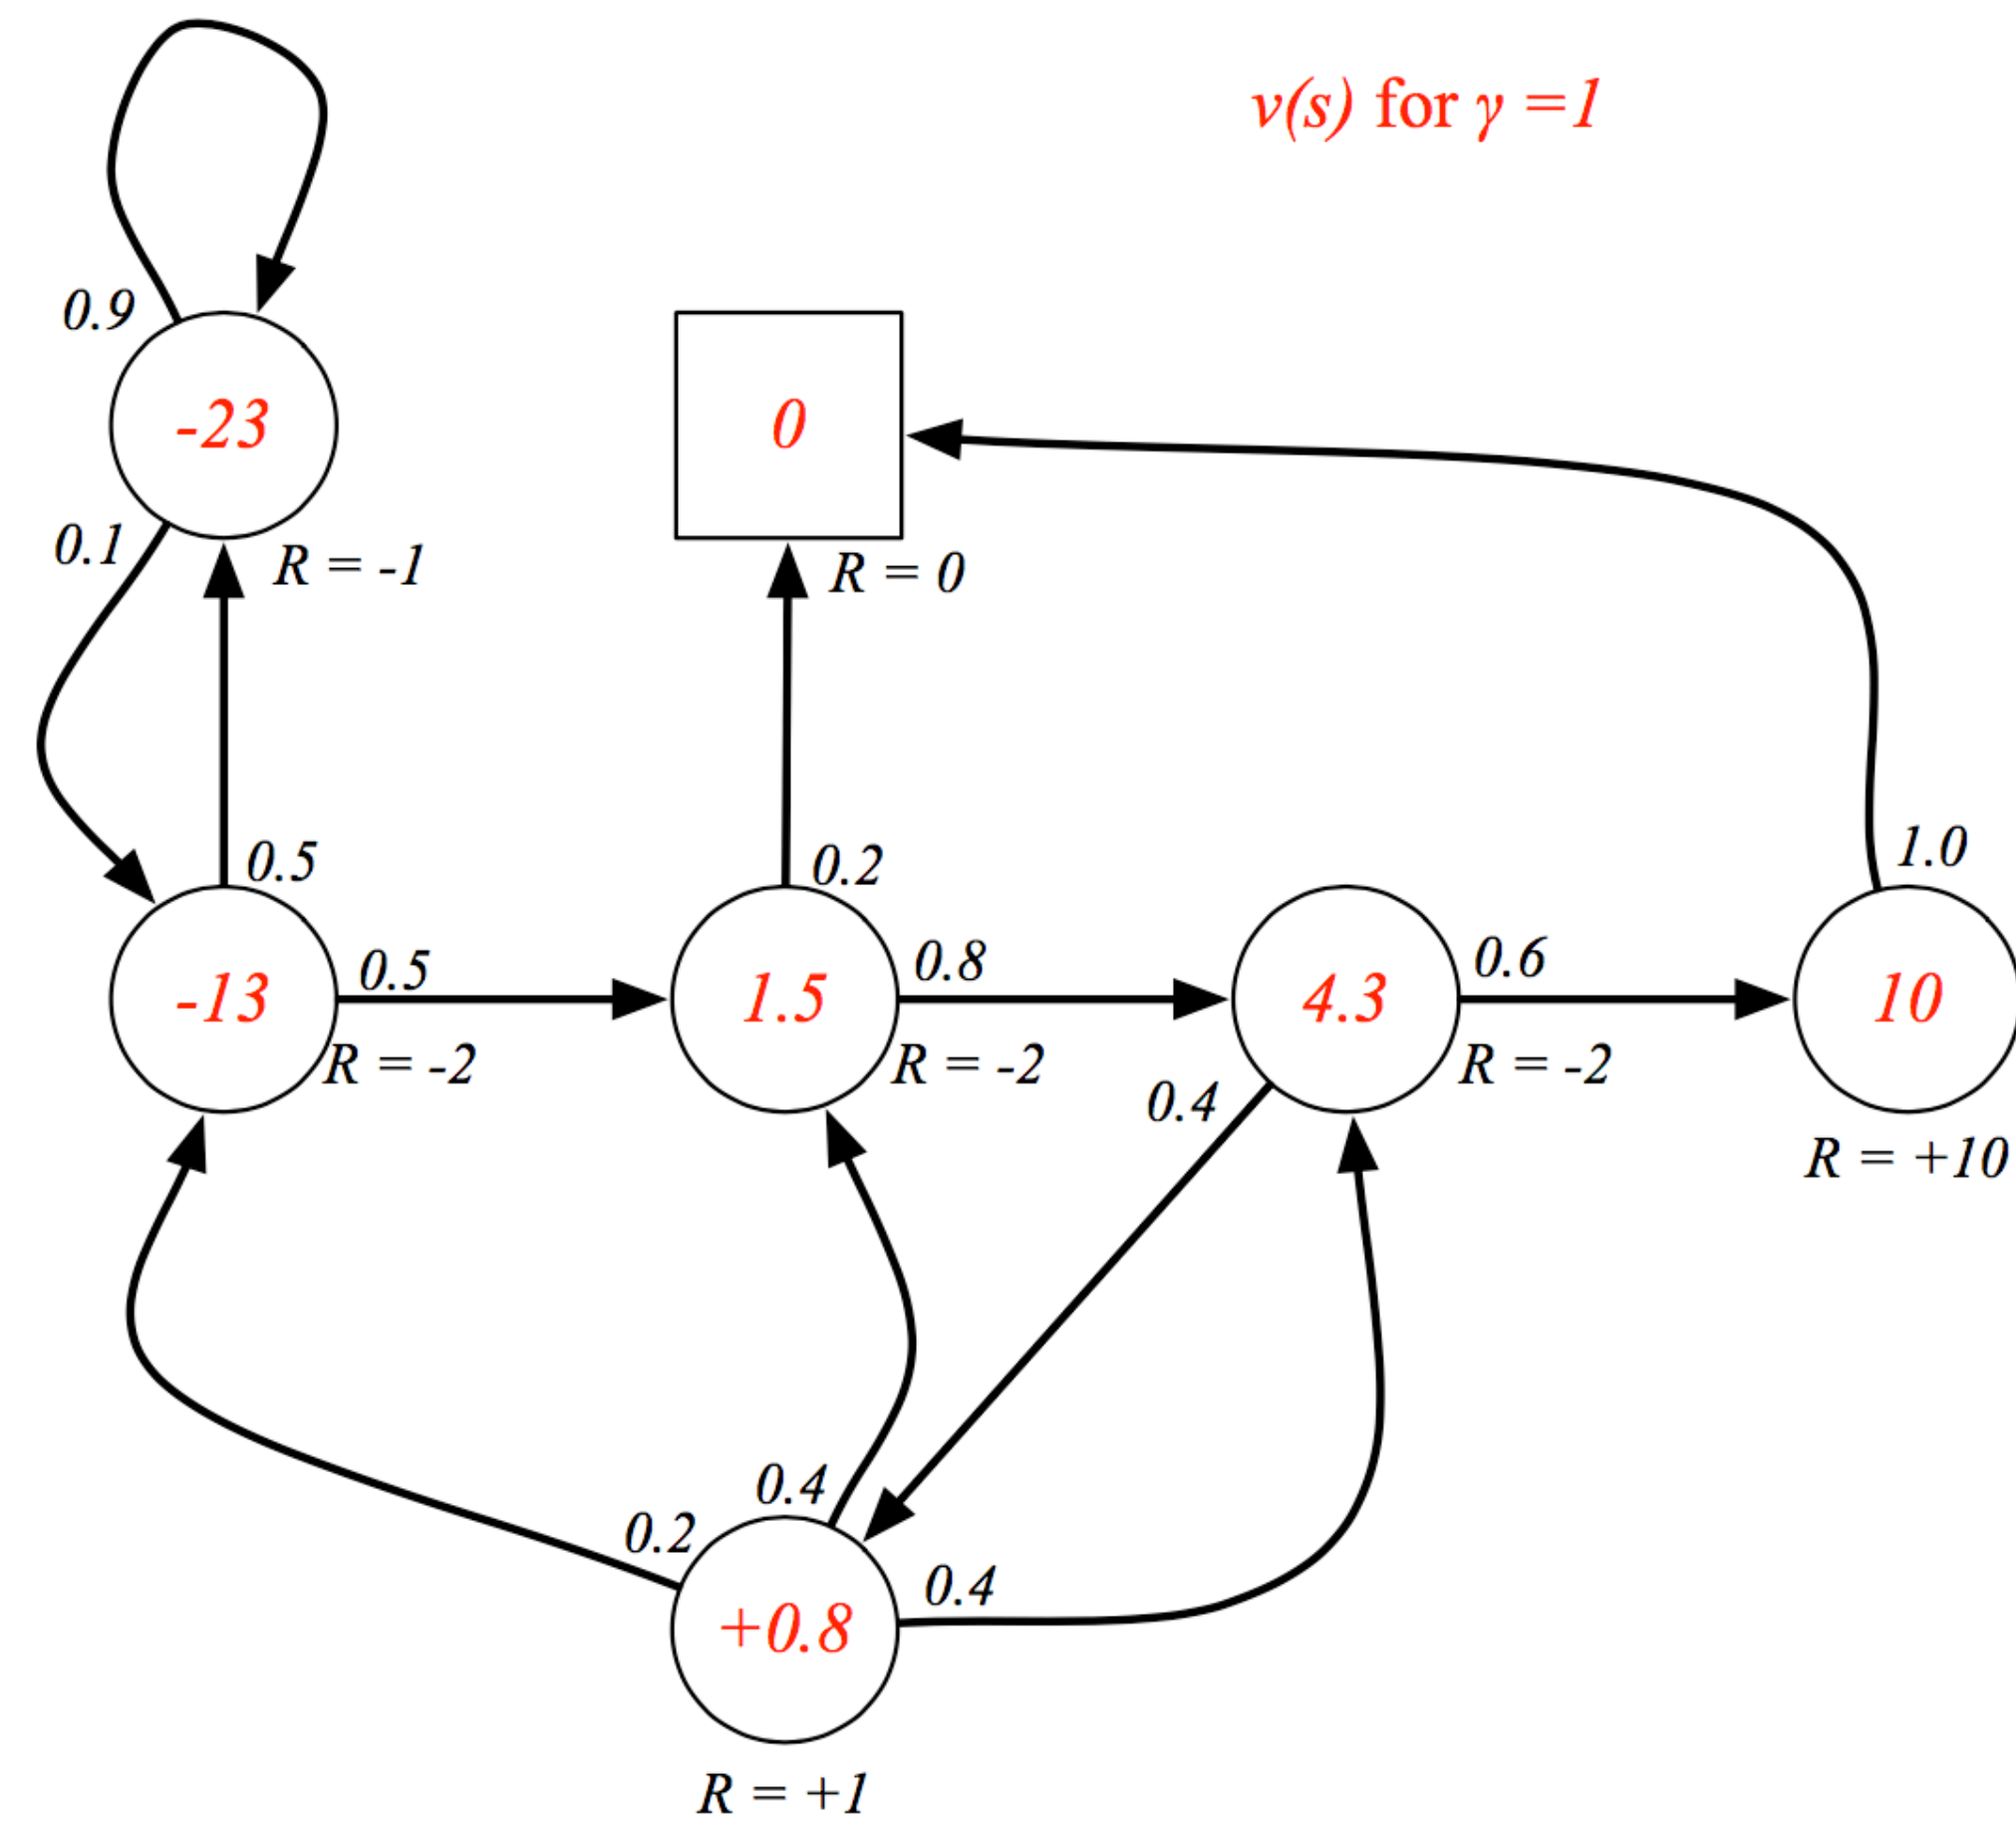 v(s) for γ =1
0.9
-23
0
0.1
R = -1
R = 0
0.5
0.2
1.0
0.5
0.8
0.6
-13
1.5
4.3
10
R = -2
R = -2
R = -2
0.4
R = +10
0.4
0.2
0.4
+0.8
R = +1